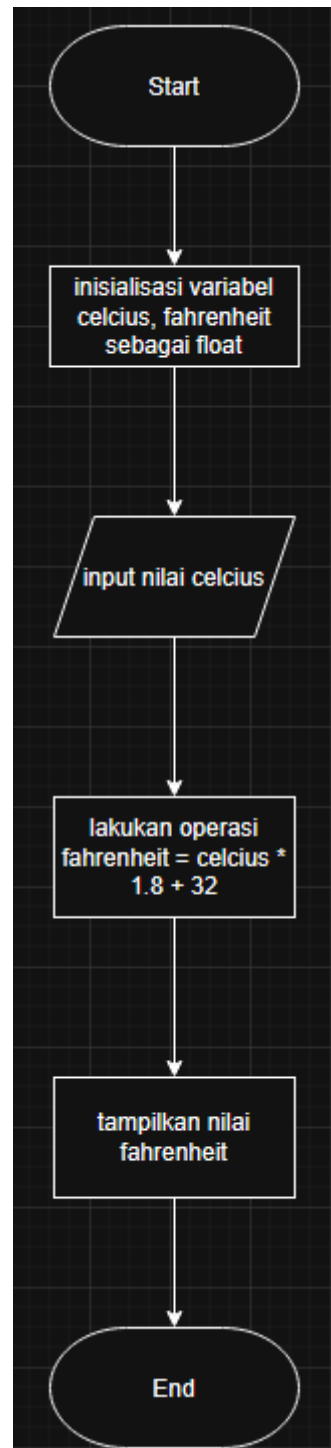 Start
inisialisasi variabel
celcius, fahrenheit
sebagai float
input nilai celcius
lakukan operasi
fahrenheit = celcius *
1.8 + 32
tampilkan nilai
fahrenheit
End